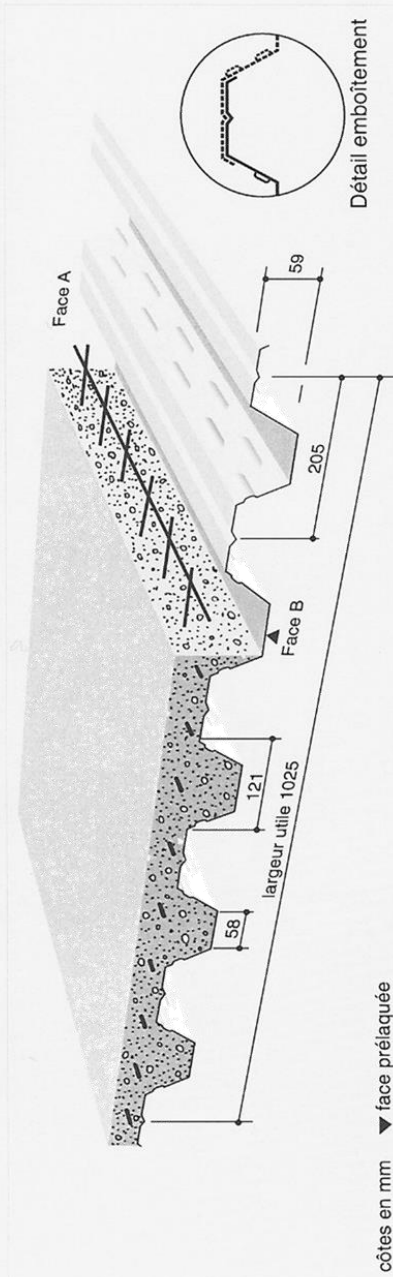 Face A
Détail emboîtement
59
205
Face B
121
largeur utile 1025
58
côtes en mm ▼ face prélaquée